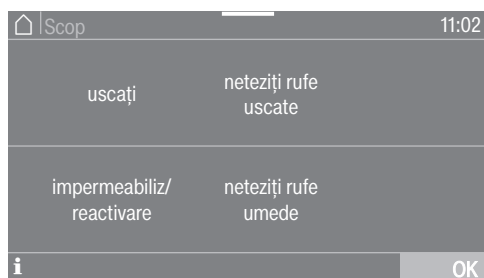 Scop
11:02
uscați
neteziți rufe
uscate
impermeabiliz/
reactivare
neteziți rufe
umede
i
OK